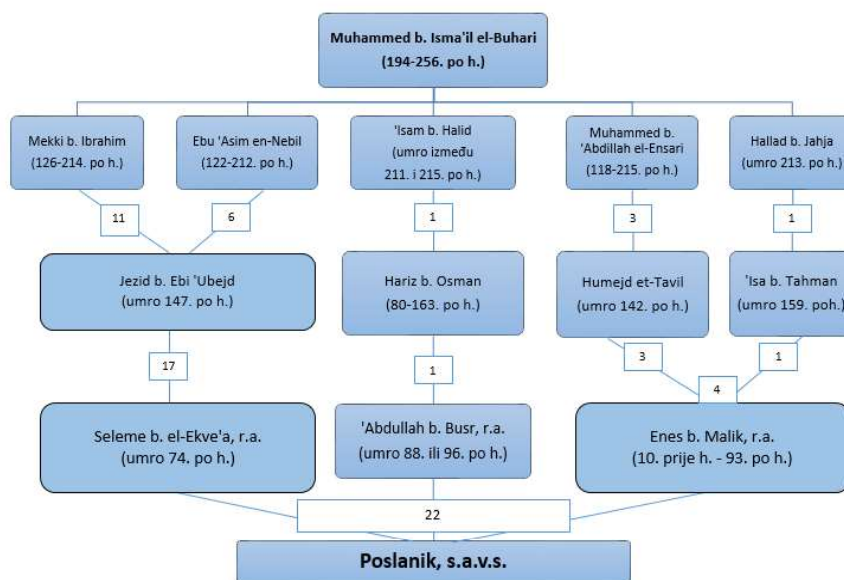 Muhammed b. Isma'il el-Buhari
(194-256. po h.)
Mekki b. Ibrahim
(126-214. po h.)
Ebu 'Asim en-Nebil
(122-212. po h.)
'Isam b. Halid
(umro između
211. i 215. po h.)
Muhammed b.
'Abdillah el-Ensari
(118-215. po h.)
Hallad b. Jahja
(umro 213. po h.)
11
6
1
3
1
Jezid b. Ebi 'Ubejd
(umro 147. po h.)
Hariz b. Osman
(80-163. po h.)
Humejd et-Tavil
(umro 142. po h.)
'Isa b. Tahman
(umro 159. poh.)
17
1
3
1
4
Seleme b. el-Ekve'a, r.a.
(umro 74. po h.)
'Abdullah b. Busr, r.a.
(umro 88. ili 96. po h.)
Enes b. Malik, r.a.
(10. prije h. - 93. po h.)
22
Poslanik, s.a.v.s.